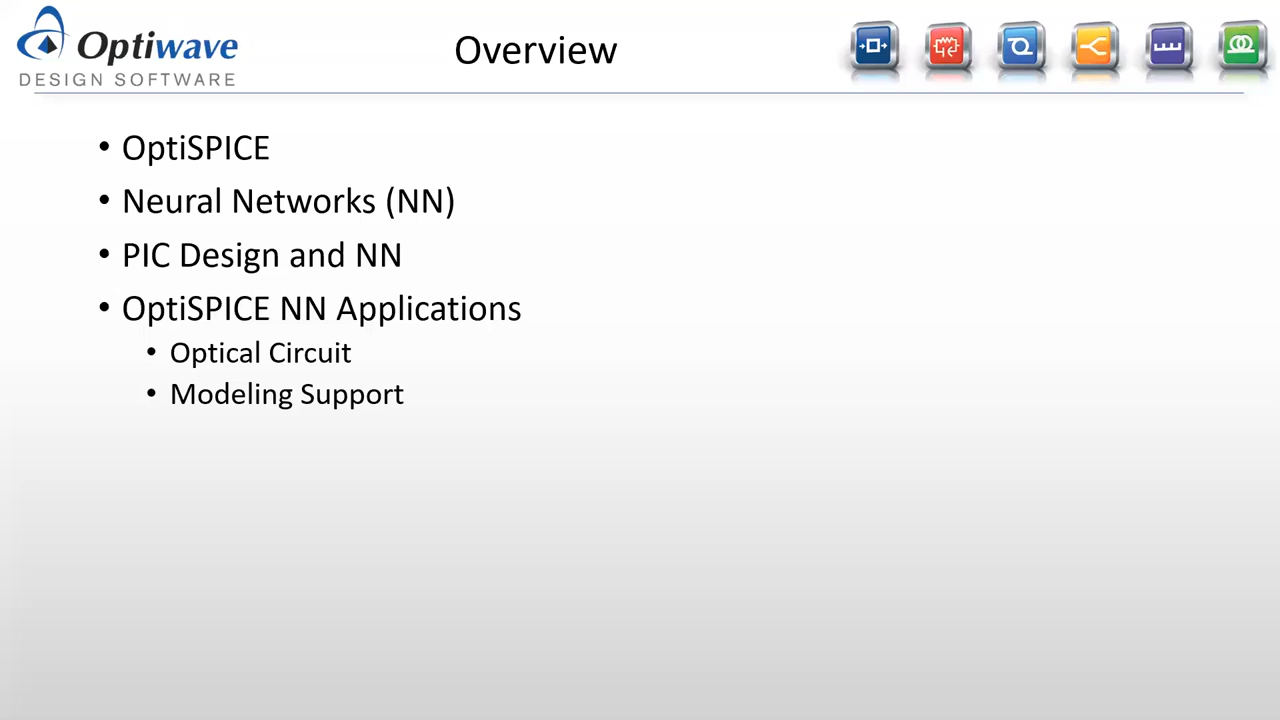 Optiwave
DESIGN SOFTWARE
Overview
• OptiSPICE
• Neural Networks (NN)
• PIC Design and NN
• OptiSPICE NN Applications
• Optical Circuit
• Modeling Support